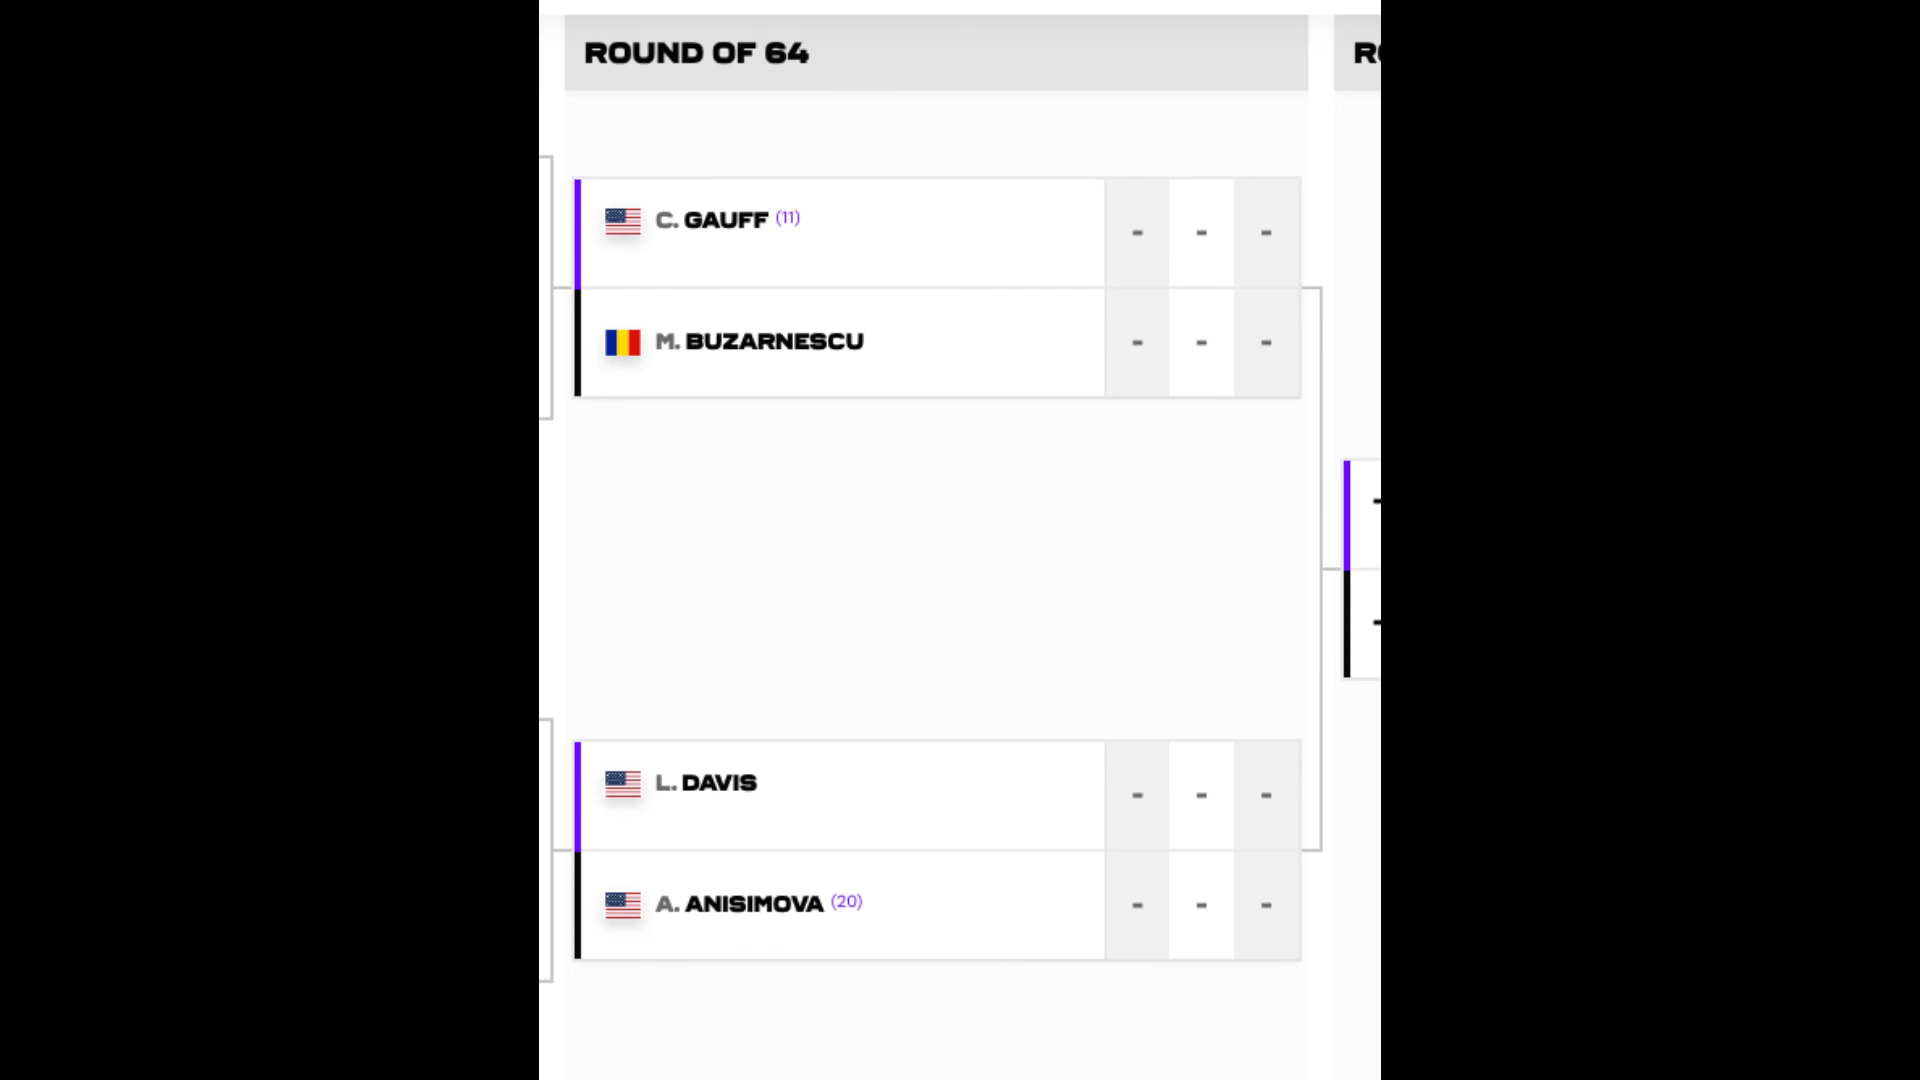 ROUND OF 64
C. GAUFF (11) - - -
M. BUZARNESCU - - -
L. DAVIS - - -
A. ANISIMOVA (20) - - -